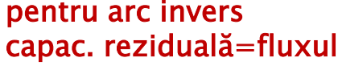 pentru arc invers
capac. reziduală=fluxul